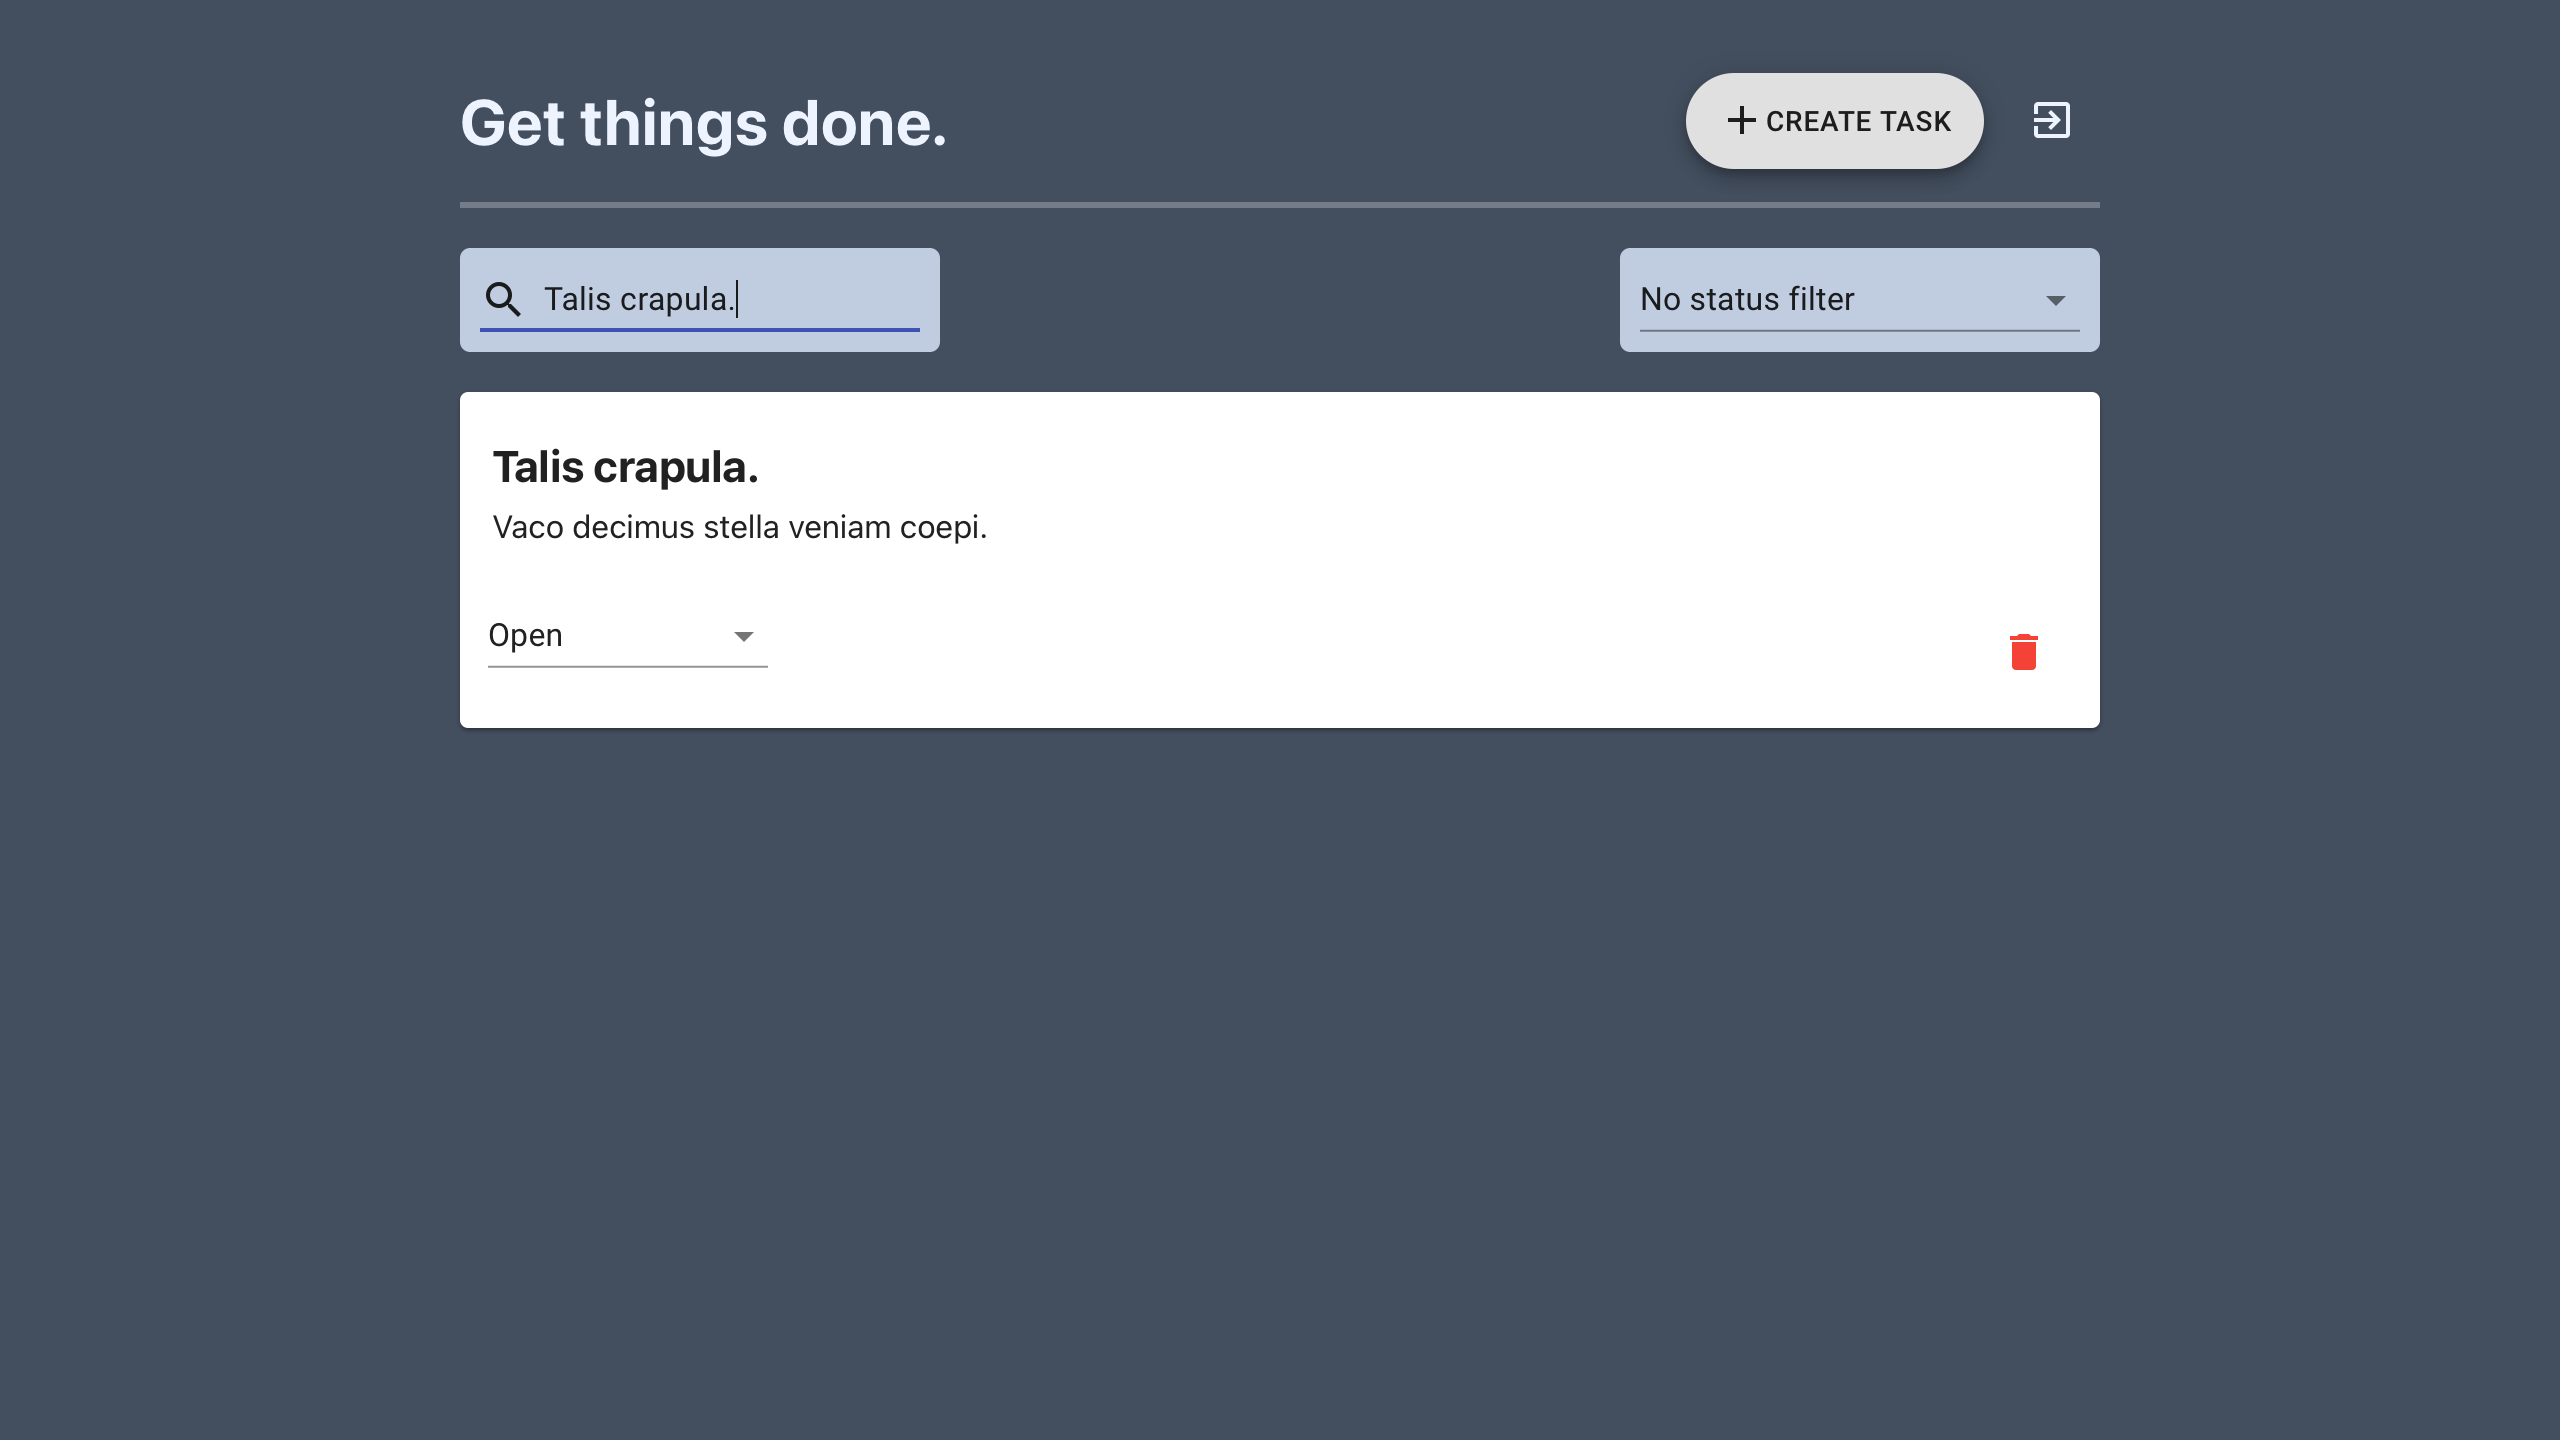 Get things done.
CREATE TASK
Talis crapula.
No status filter
Talis crapula.
Vaco decimus stella veniam coepi.
Open